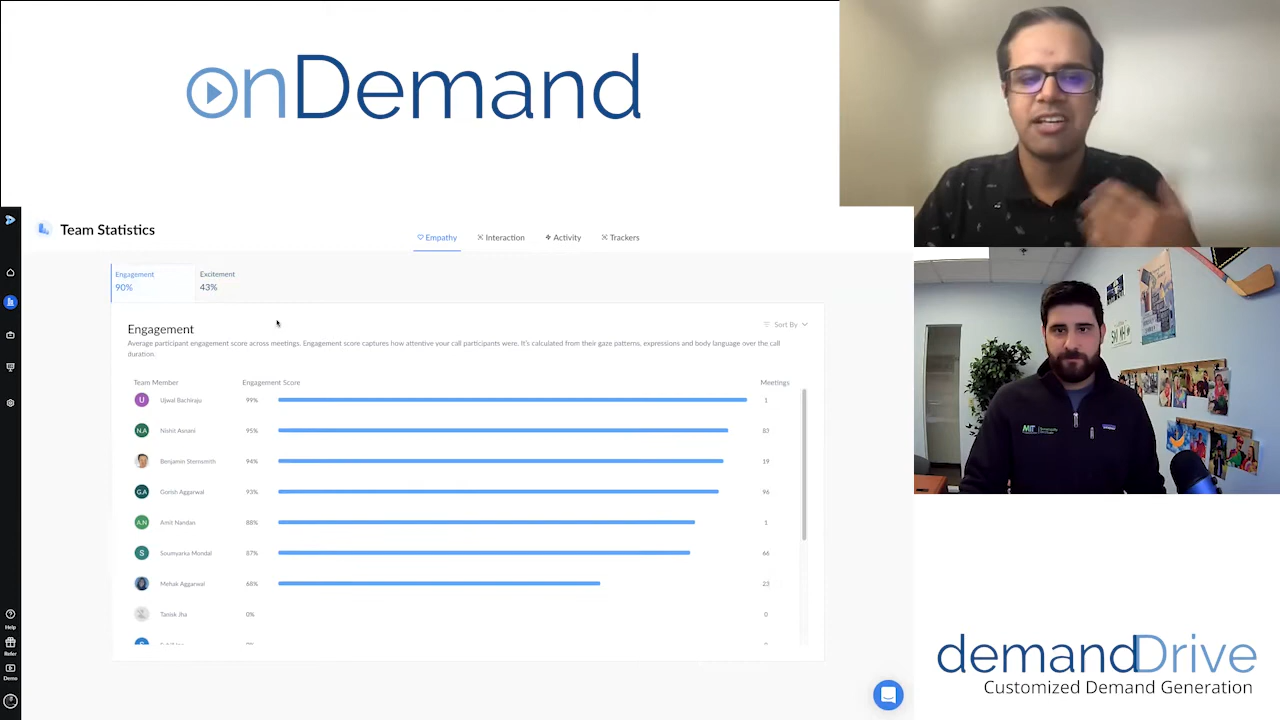 onDemand
Team Statistics
Empathy
Interaction
Activity
Trackers
Engagement
90%
Excitement
43%
Engagement
Sort By
Average participant engagement score across meetings. Engagement score captures how attentive your call participants were. It's calculated from their gaze patterns, expressions and body language over the call
duration.
Team Member Engagement Score Meetings
U Ujwal Bachiraju 99% 1
N.A Nishit Asnani 95% 83
Benjamin Sternsmith 94% 19
G.A Gorish Aggarwal 93% 96
A.N Amit Nandan 88% 1
S Soumyarka Mondal 87% 66
Mehak Aggarwal 68% 23
Tanisk Jha 0% 0
Help
Refer
Demo
MIT
demandDrive
Customized Demand Generation